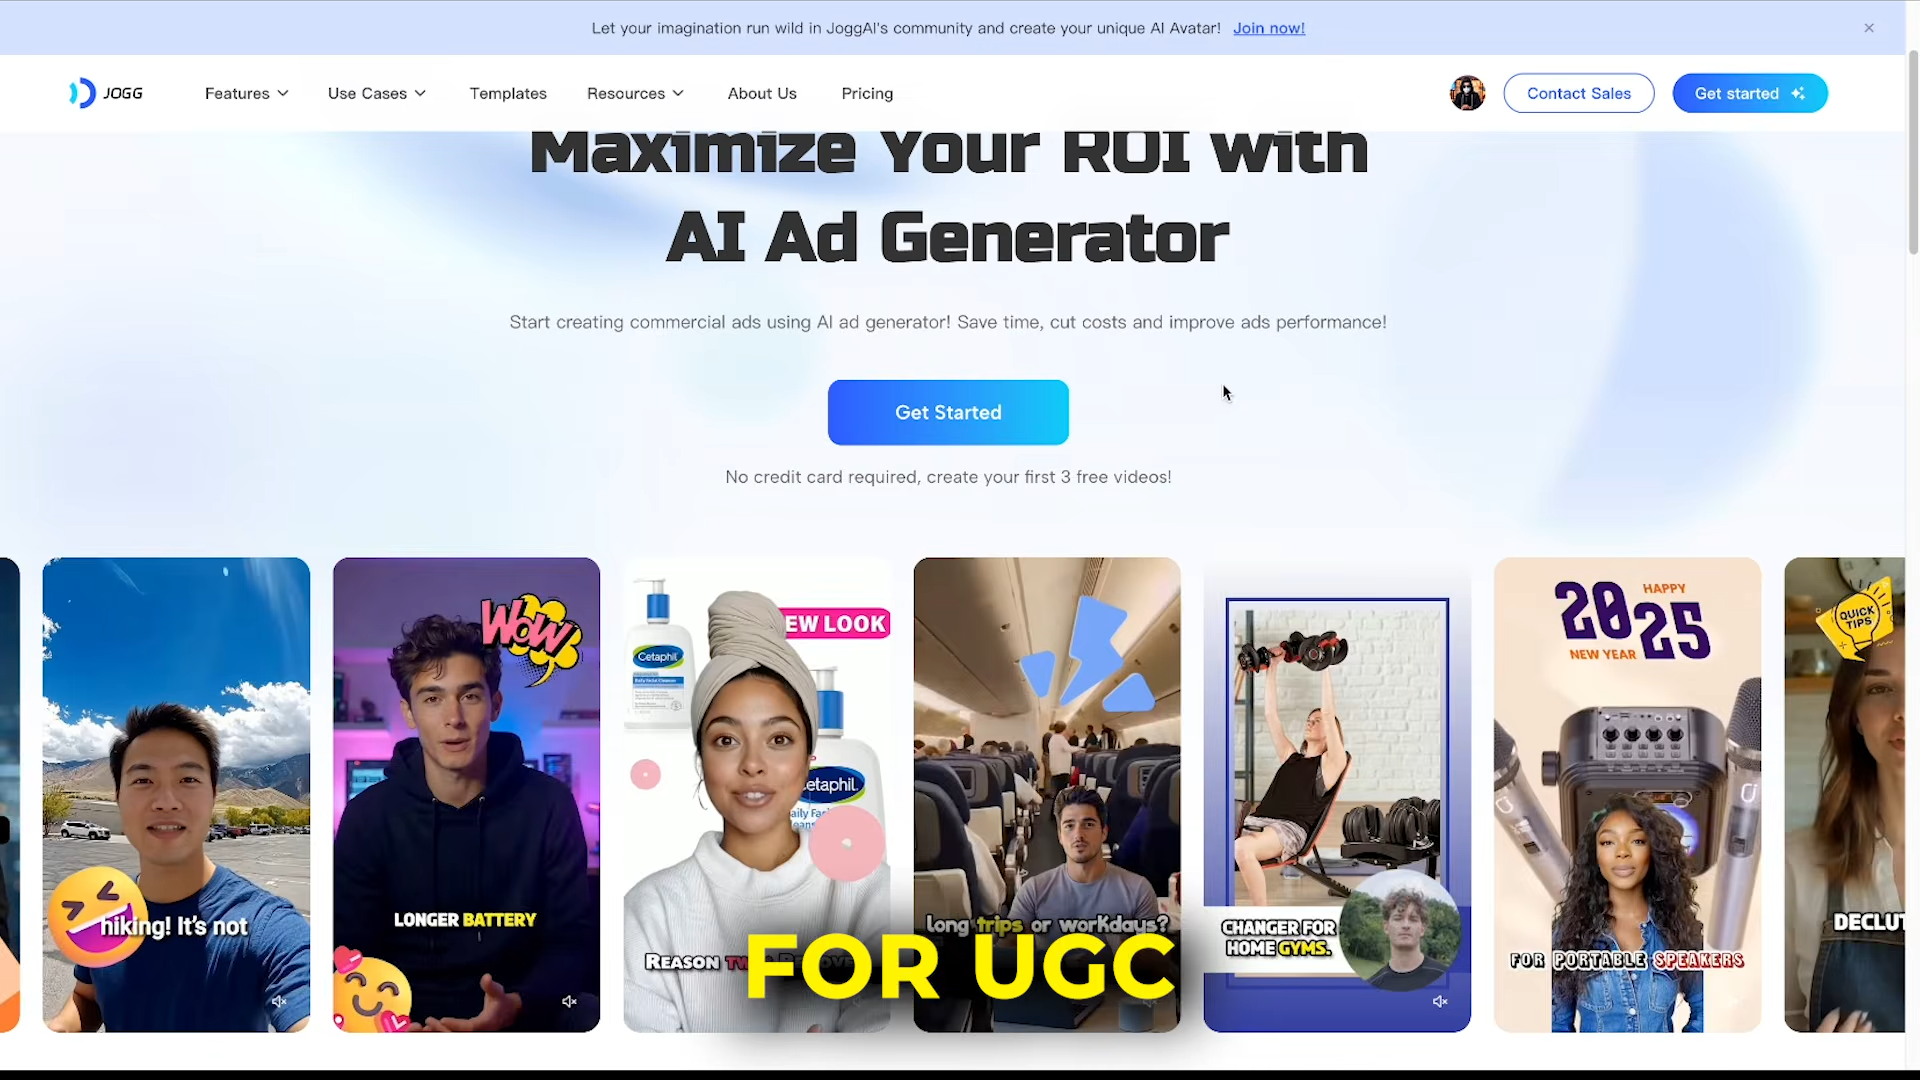 Let your imagination run wild in JoggAI's community and create your unique AI Avatar! Join now!
JOGG
Features
Use Cases
Templates
Resources
About Us
Pricing
Contact Sales
Get started
Maximize Your ROI with
AI Ad Generator
Start creating commercial ads using AI ad generator! Save time, cut costs and improve ads performance!
Get Started
No credit card required, create your first 3 free videos!
hiking! It's not
WOW
LONGER BATTERY
EW LOOK
Cetaphil
Daily Facial Cleanser
etaphil.
REASON
long trips or workdays?
CHANGER FOR
HOME GYMS.
HAPPY
2025
NEW YEAR
FOR PORTABLE SPEAKERS
QUICK
TIPS
DECLUT
FOR UGC